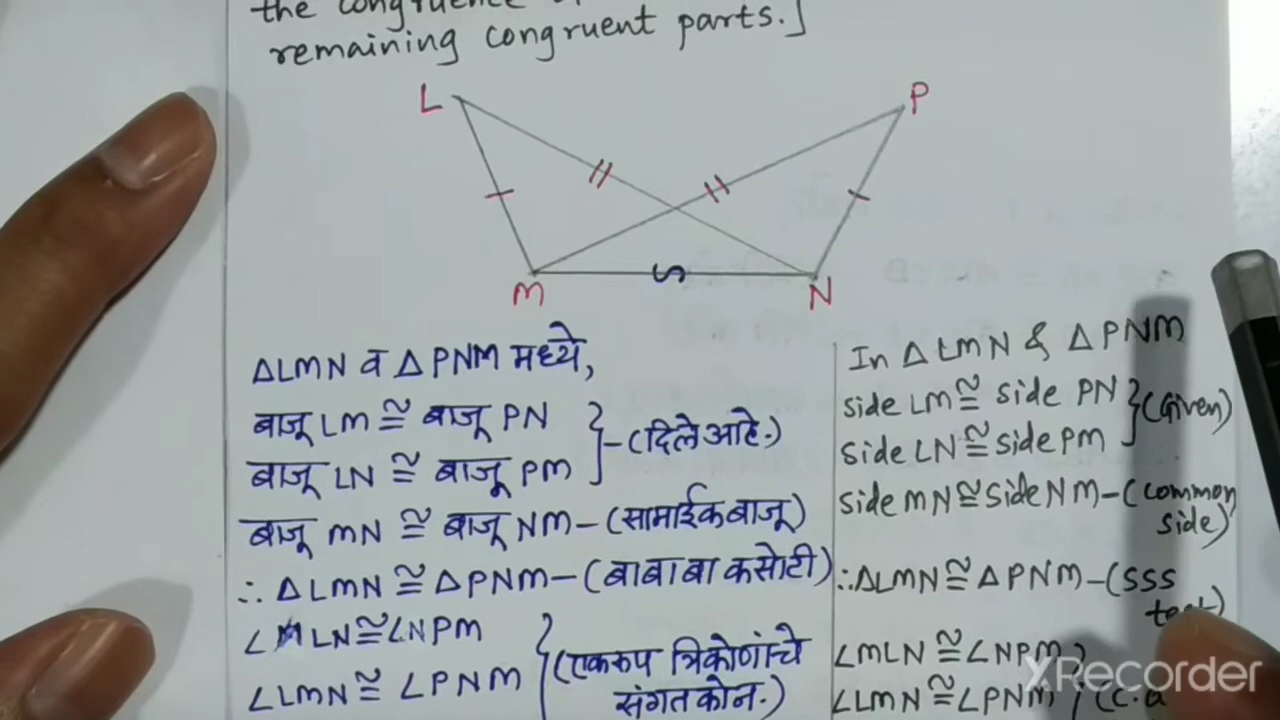 the congruence
remaining congruent parts.]
L
P
M
N
ΔLMN व ΔPNM मध्ये,
बाजू LM ≅ बाजू PN
बाजू LN ≅ बाजू PM
} -(दिले आहे.)
बाजू MN ≅ बाजू NM - (सामाईक बाजू)
∴ ΔLMN ≅ ΔPNM - (बाबाबा कसोटी)
∠MLN ≅ ∠NPM
∠LMN ≅ ∠PNM
(एकरुप त्रिकोणांचे
संगत कोन.)
In ΔLMN & ΔPNM
side LM ≅ side PN
side LN ≅ side PM
} (Given)
side MN ≅ side NM - (common
side)
∴ ΔLMN ≅ ΔPNM - (SSS
test)
∠MLN ≅ ∠NPM
∠LMN ≅ ∠PNM } (c.a
XRecorder